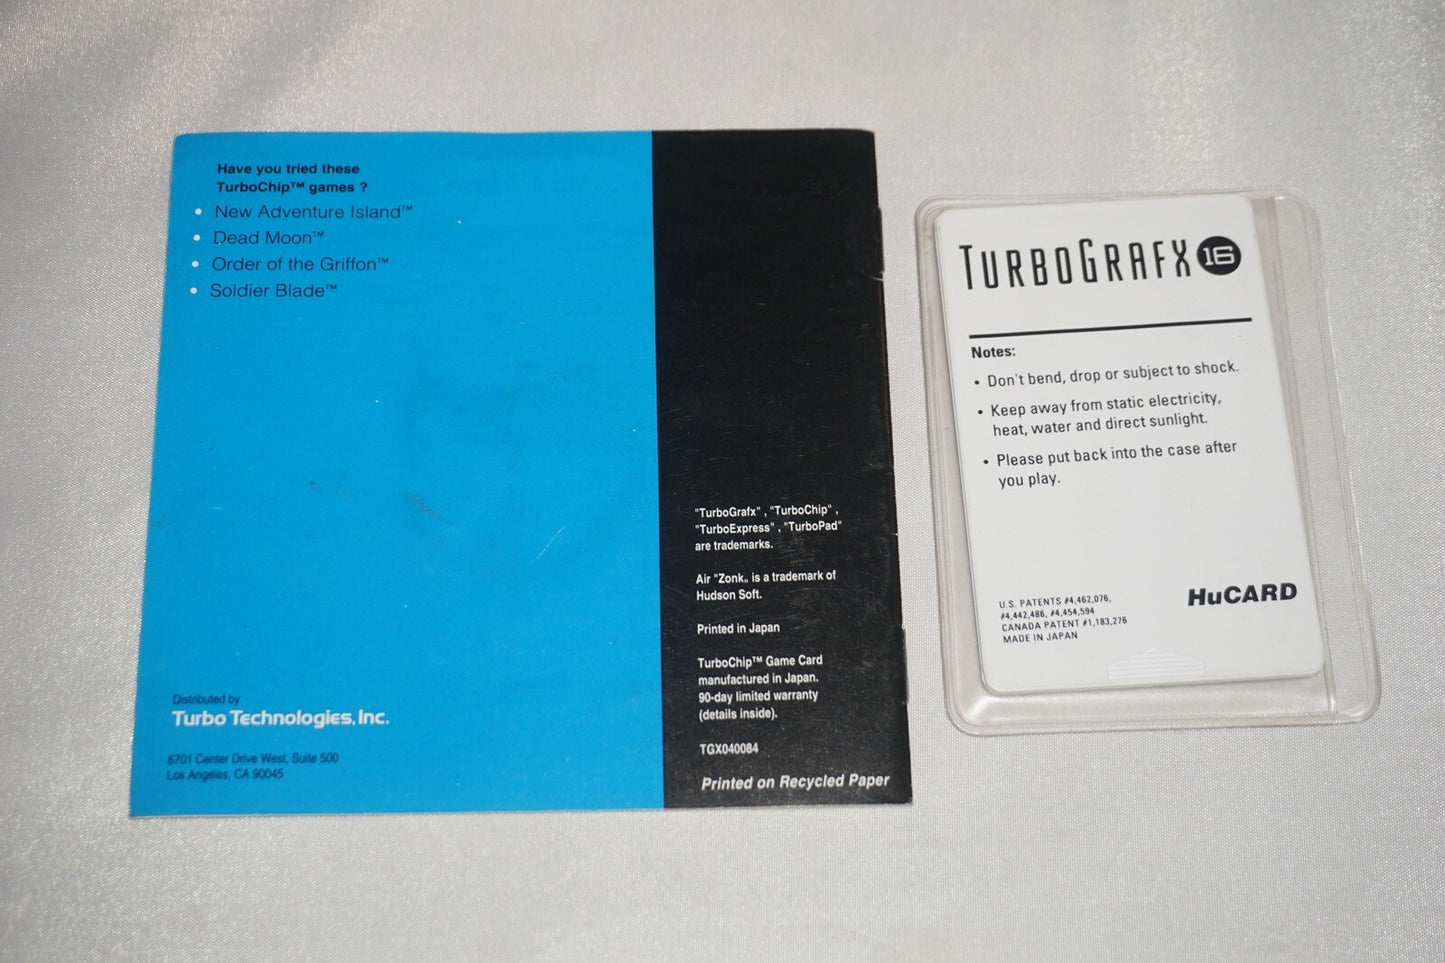 Have you tried these
TurboChip™ games ?
• New Adventure Island™
• Dead Moon™
• Order of the Griffon™
• Soldier Blade™
Distributed by
Turbo Technologies, Inc.
6701 Center Drive West, Suite 500
Los Angeles, CA 90045
"TurboGrafx" , "TurboChip" ,
"TurboExpress" , "TurboPad"
are trademarks.
Air "Zonk„ is a trademark of
Hudson Soft.
Printed in Japan
TurboChip™ Game Card
manufactured in Japan.
90-day limited warranty
(details inside).
TGX040084
Printed on Recycled Paper
TURBOGRAFX 16
Notes:
• Don't bend, drop or subject to shock.
• Keep away from static electricity,
heat, water and direct sunlight.
• Please put back into the case after
you play.
U.S. PATENTS #4,462,076,
#4,442,486, #4,454,594
CANADA PATENT #1,183,276
MADE IN JAPAN
HuCARD